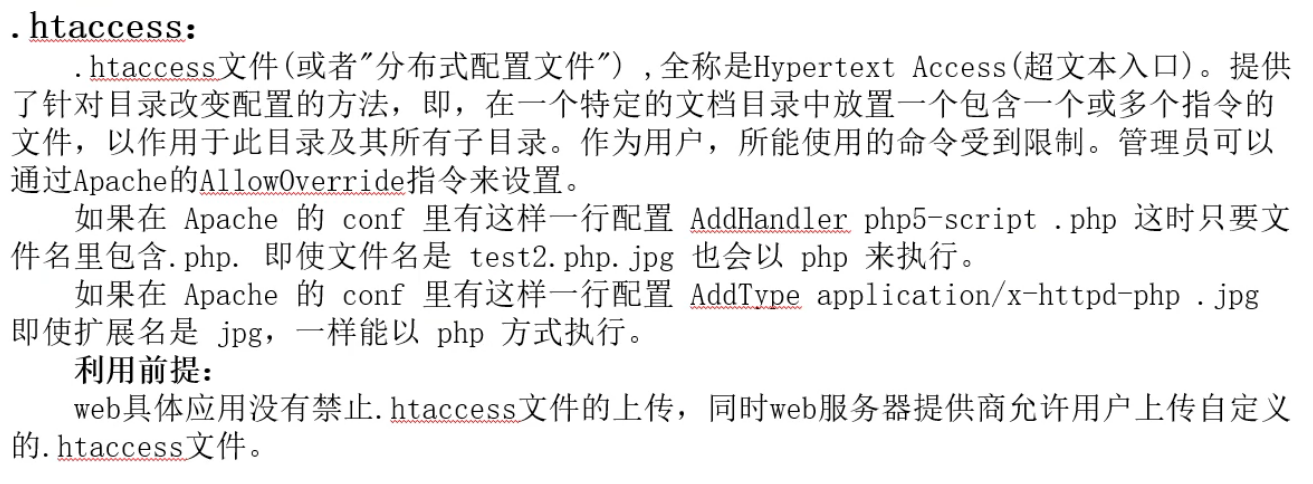 .htaccess：
.htaccess文件(或者"分布式配置文件") ,全称是Hypertext Access(超文本入口)。提供
了针对目录改变配置的方法，即，在一个特定的文档目录中放置一个包含一个或多个指令的
文件，以作用于此目录及其所有子目录。作为用户，所能使用的命令受到限制。管理员可以
通过Apache的AllowOverride指令来设置。
如果在 Apache 的 conf 里有这样一行配置 AddHandler php5-script .php 这时只要文
件名里包含.php. 即使文件名是 test2.php.jpg 也会以 php 来执行。
如果在 Apache 的 conf 里有这样一行配置 AddType application/x-httpd-php .jpg
即使扩展名是 jpg，一样能以 php 方式执行。
利用前提：
web具体应用没有禁止.htaccess文件的上传，同时web服务器提供商允许用户上传自定义
的.htaccess文件。